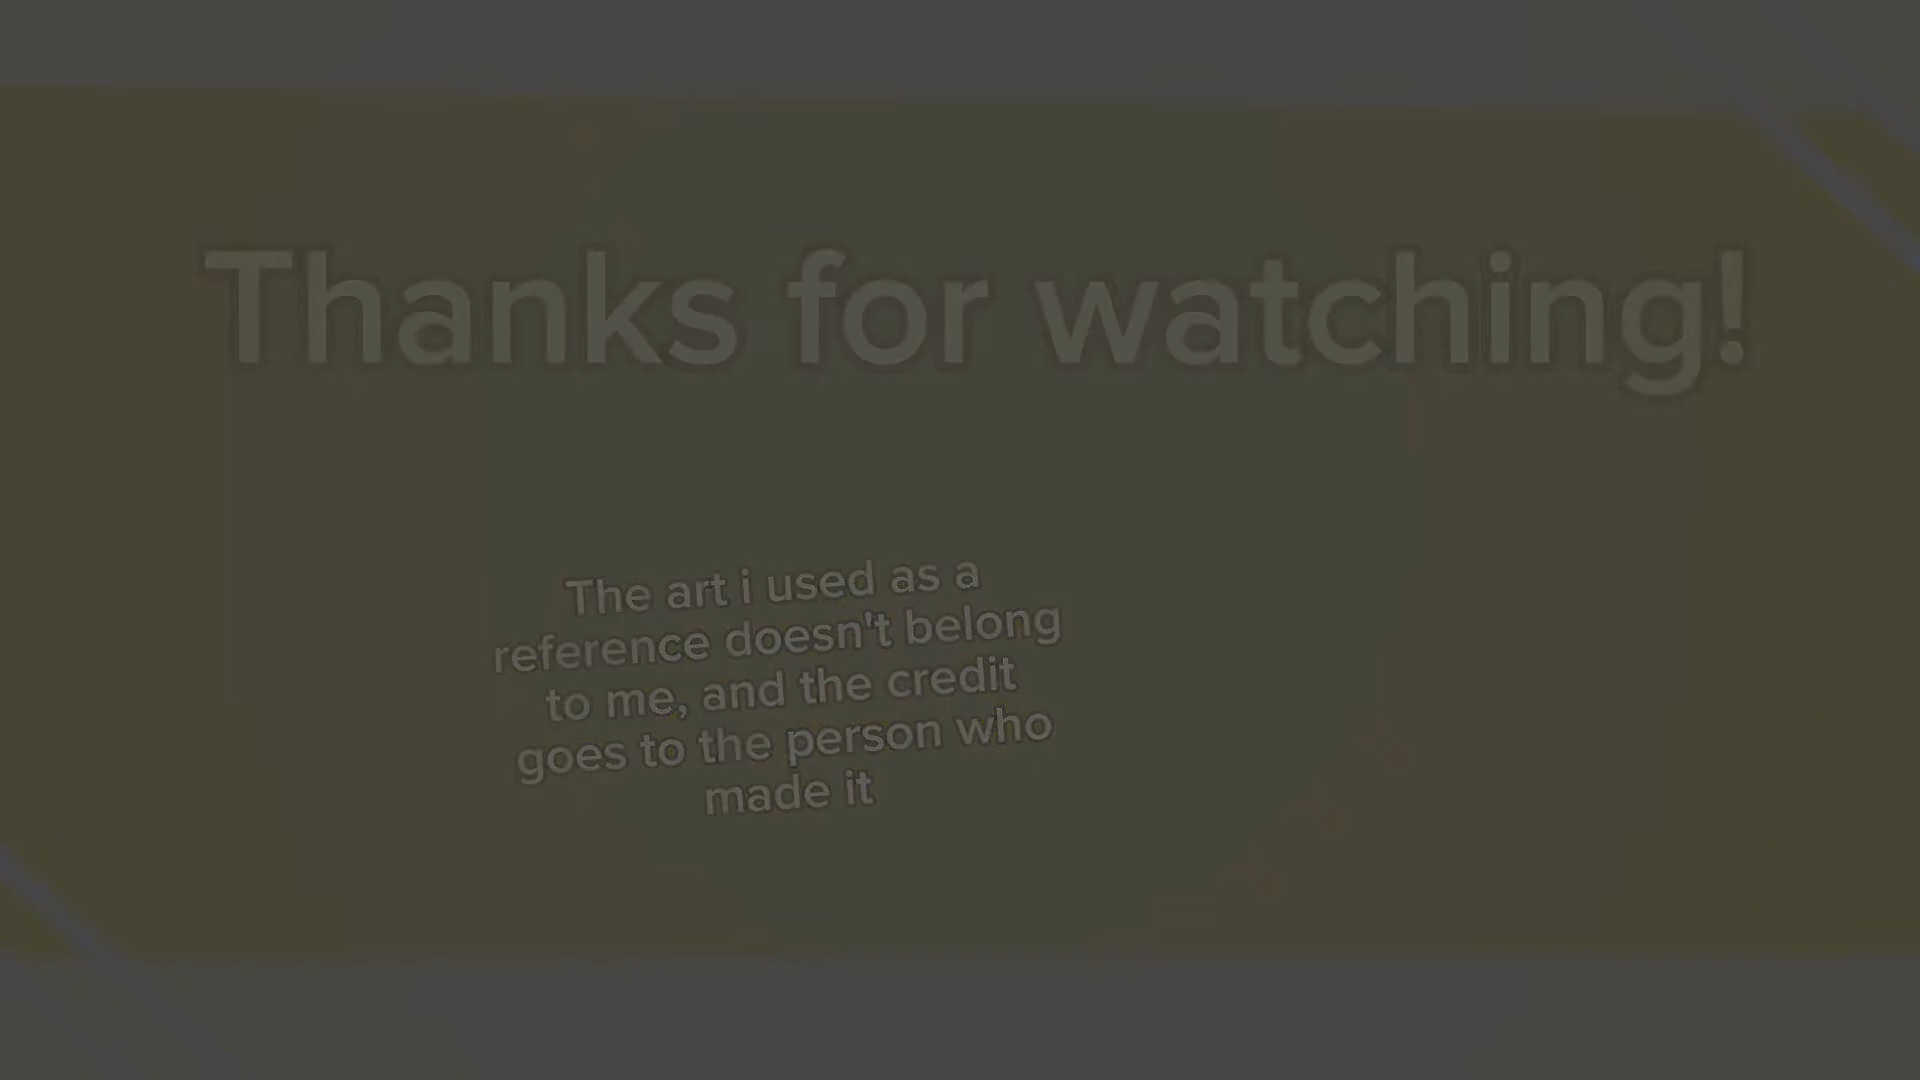 Thanks for watching!
The art i used as a
reference doesn't belong
to me, and the credit
goes to the person who
made it